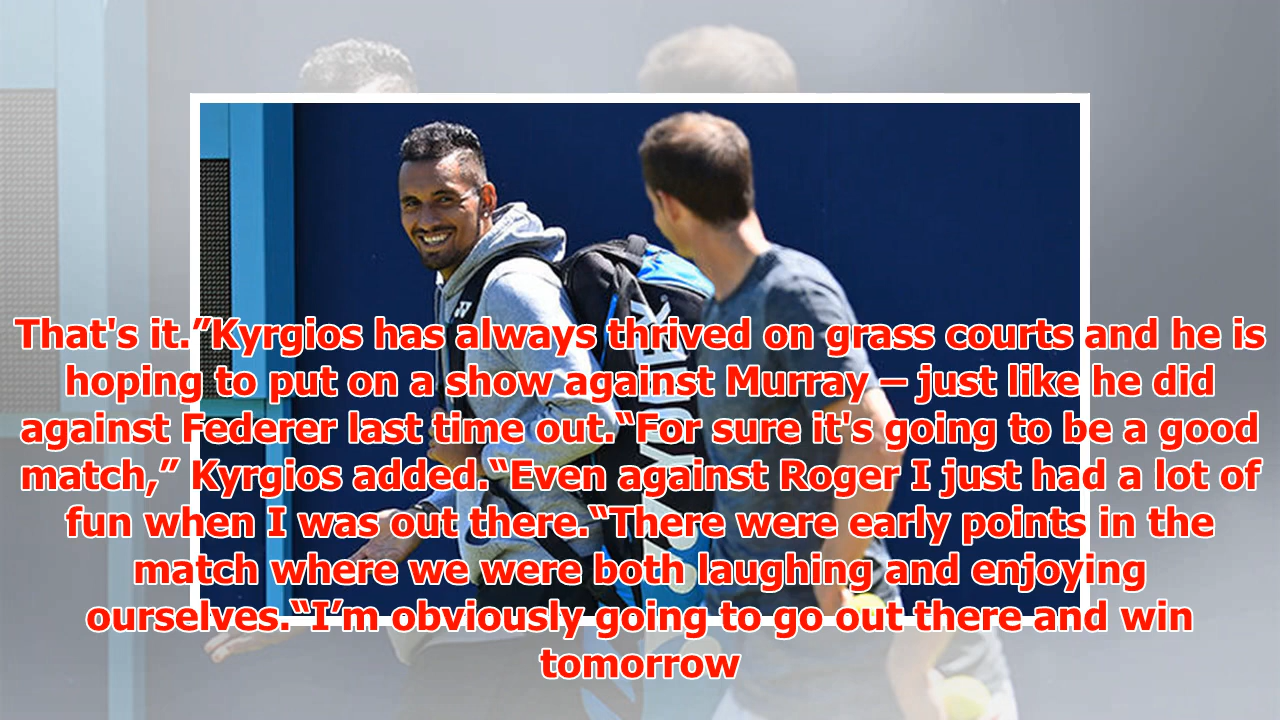 That's it.”Kyrgios has always thrived on grass courts and he is
hoping to put on a show against Murray – just like he did
against Federer last time out.“For sure it's going to be a good
match,” Kyrgios added.“Even against Roger I just had a lot of
fun when I was out there.“There were early points in the
match where we were both laughing and enjoying
ourselves.“I’m obviously going to go out there and win
tomorrow
YONEX